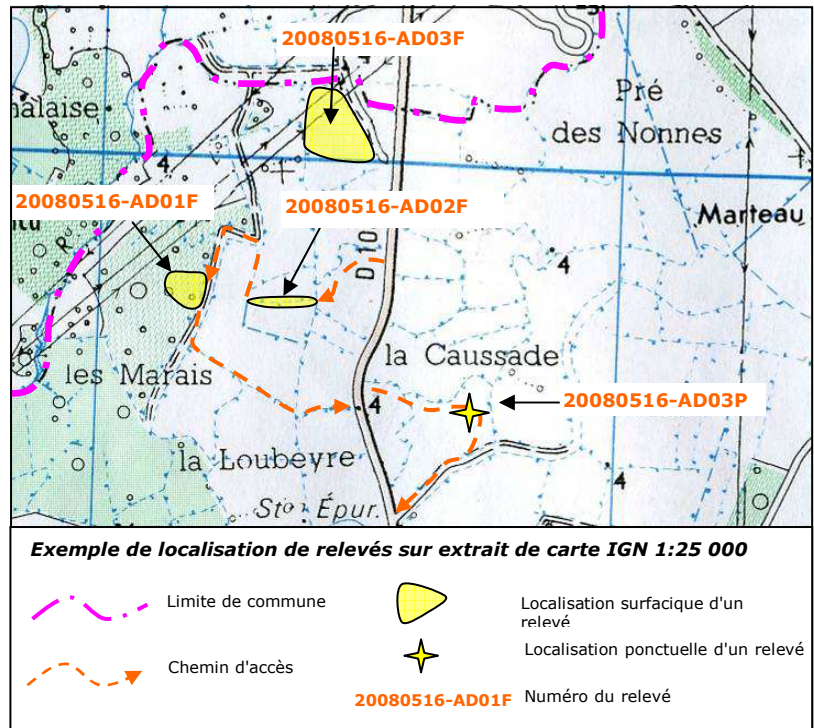 20080516-AD03F
Pré
des Nonnes
4
20080516-AD01F
20080516-AD02F
Marteau
D 10
4
la Caussade
les Marais
20080516-AD03P
4
la Loubeyre
4
Ston Épur.
Exemple de localisation de relevés sur extrait de carte IGN 1:25 000
Limite de commune
Localisation surfacique d'un
relevé
Chemin d'accès
Localisation ponctuelle d'un relevé
20080516-AD01F Numéro du relevé